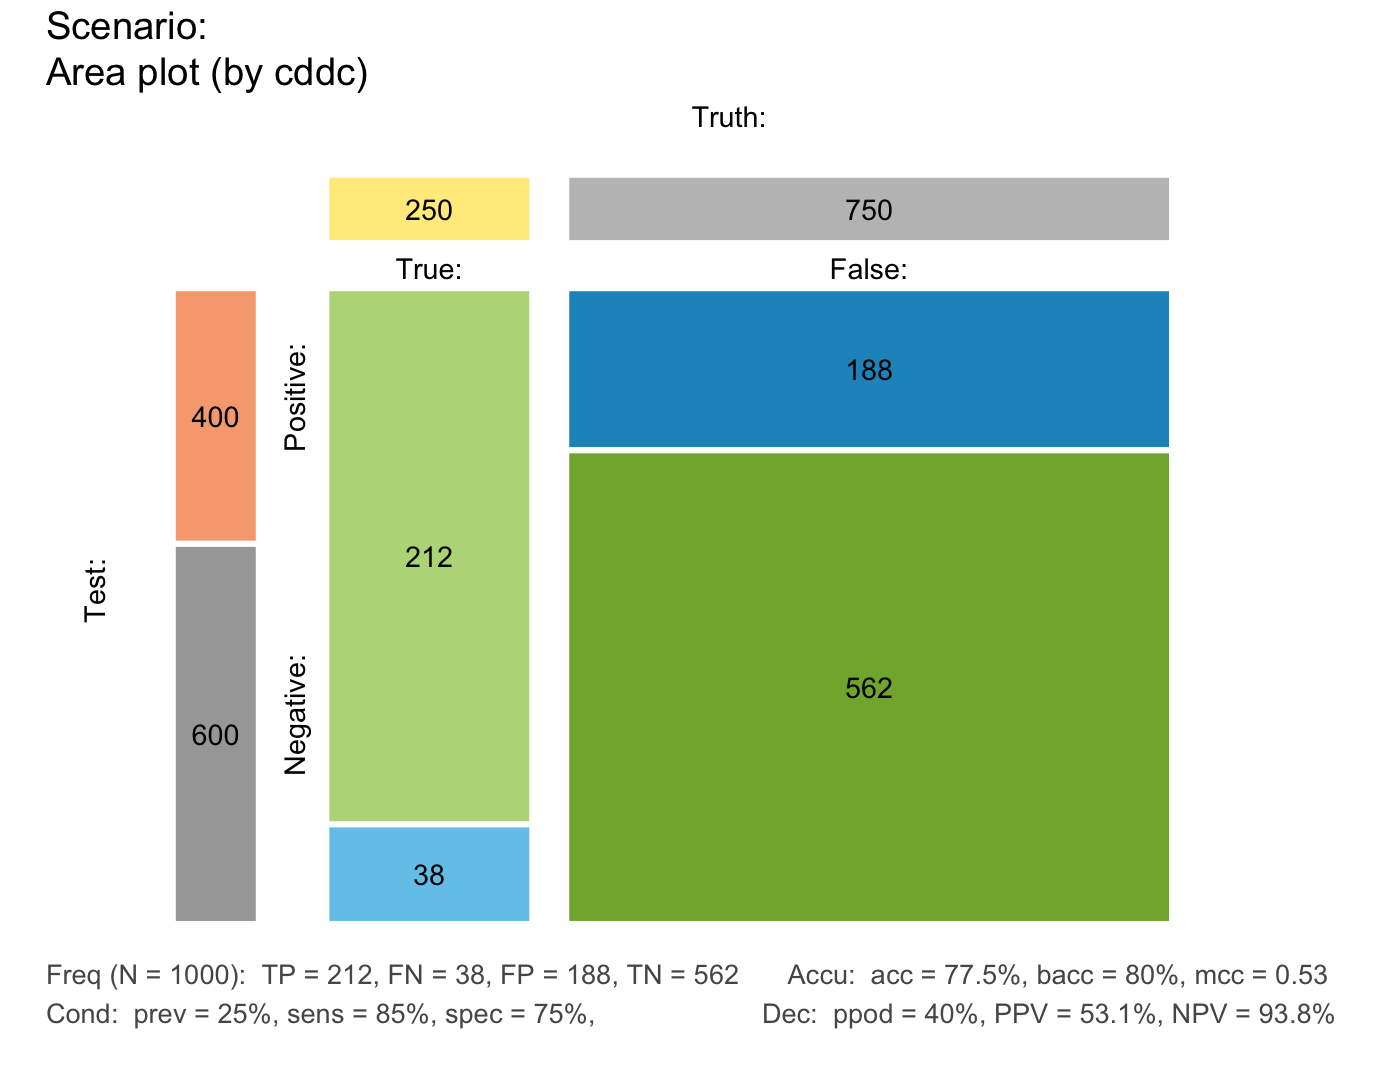 Scenario:
Area plot (by cddc)
Truth:
250
750
True:
False:
400
Positive:
188
212
Test:
562
600
Negative:
38
Freq (N = 1000):  TP = 212, FN = 38, FP = 188, TN = 562
Accu:  acc = 77.5%, bacc = 80%, mcc = 0.53
Cond:  prev = 25%, sens = 85%, spec = 75%,
Dec:  ppod = 40%, PPV = 53.1%, NPV = 93.8%